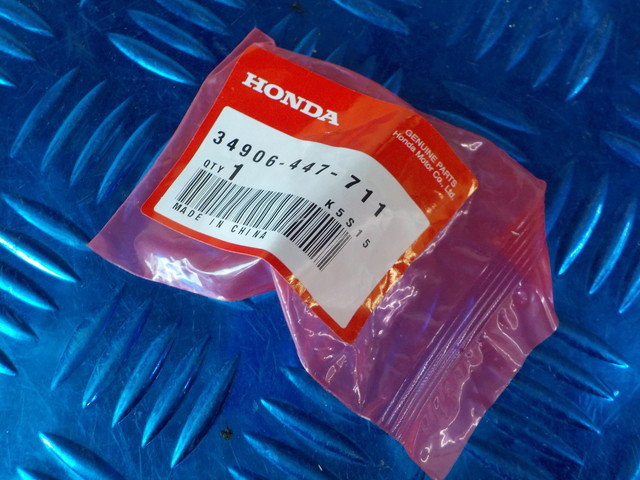 HONDA
GENUINE PARTS
Honda Motor Co., Ltd.
34906-447-711
QTY 1
K5S15
MADE IN CHINA